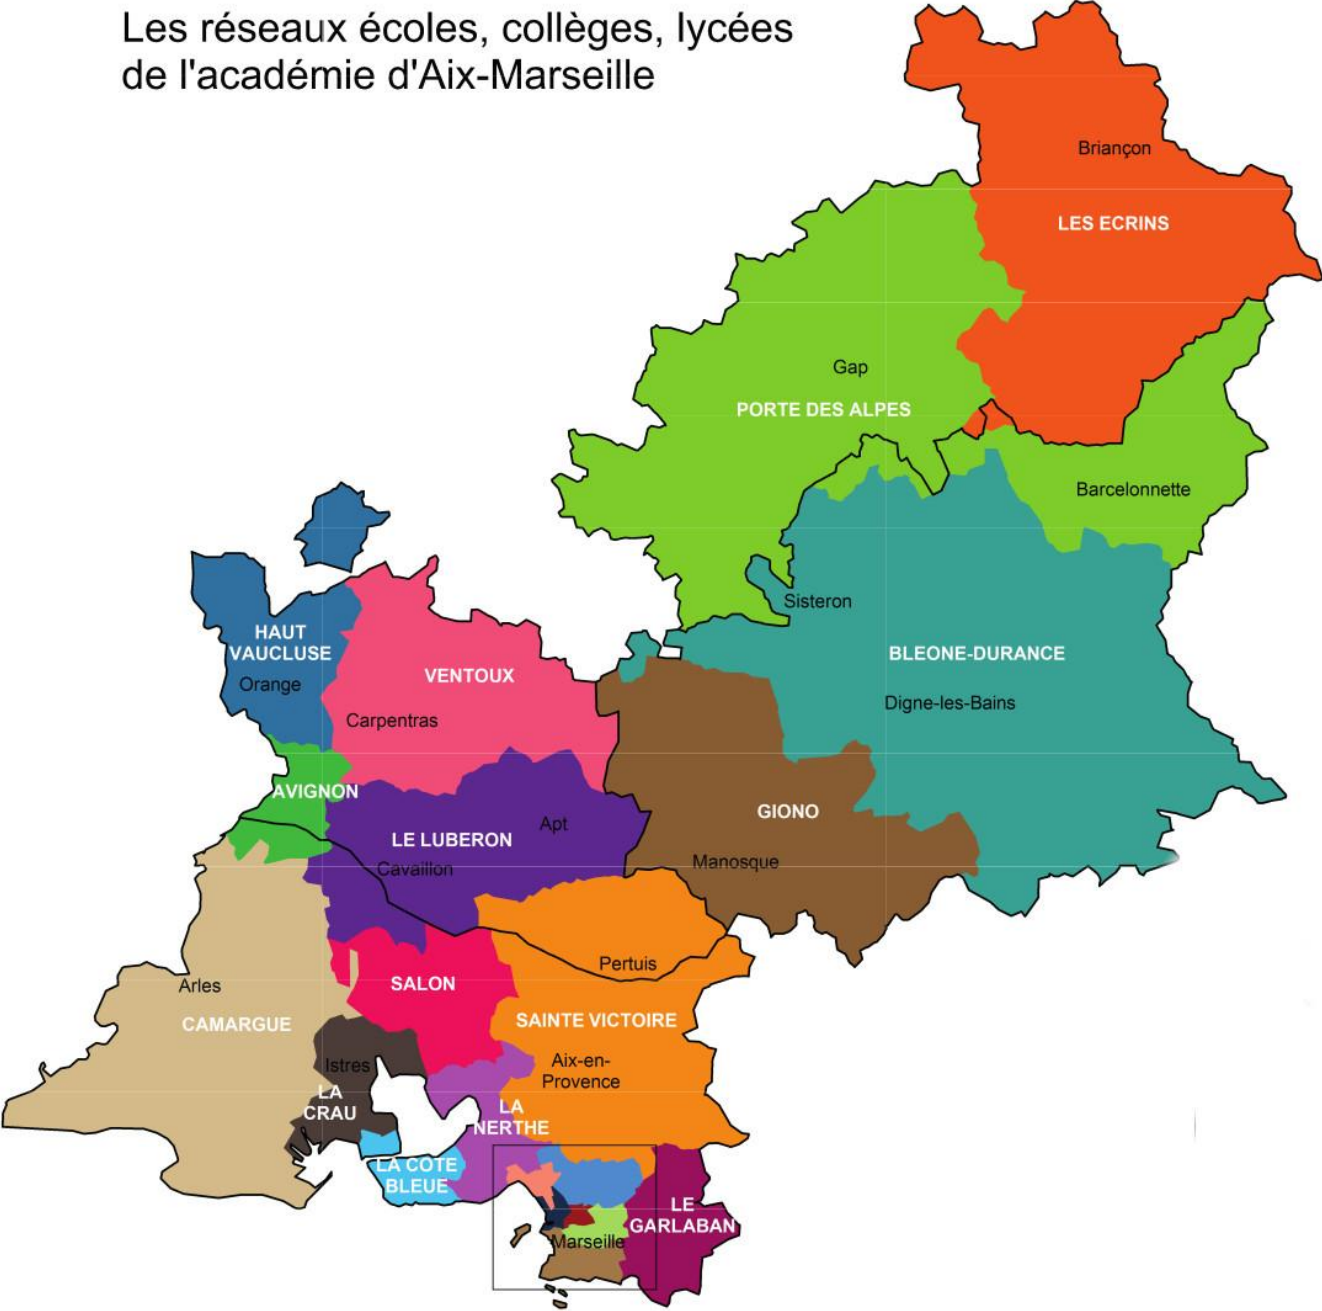 Les réseaux écoles, collèges, lycées
de l'académie d'Aix-Marseille
Briançon
LES ECRINS
Gap
PORTE DES ALPES
Barcelonnette
Sisteron
HAUT
VAUCLUSE
BLEONE-DURANCE
VENTOUX
Orange
Digne-les-Bains
Carpentras
AVIGNON
GIONO
Apt
LE LUBERON
Manosque
Cavaillon
Pertuis
SALON
Arles
SAINTE VICTOIRE
CAMARGUE
Aix-en-
Provence
Istres
LA
CRAU
LA
NERTHE
LA COTE
BLEUE
LE
GARLABAN
Marseille